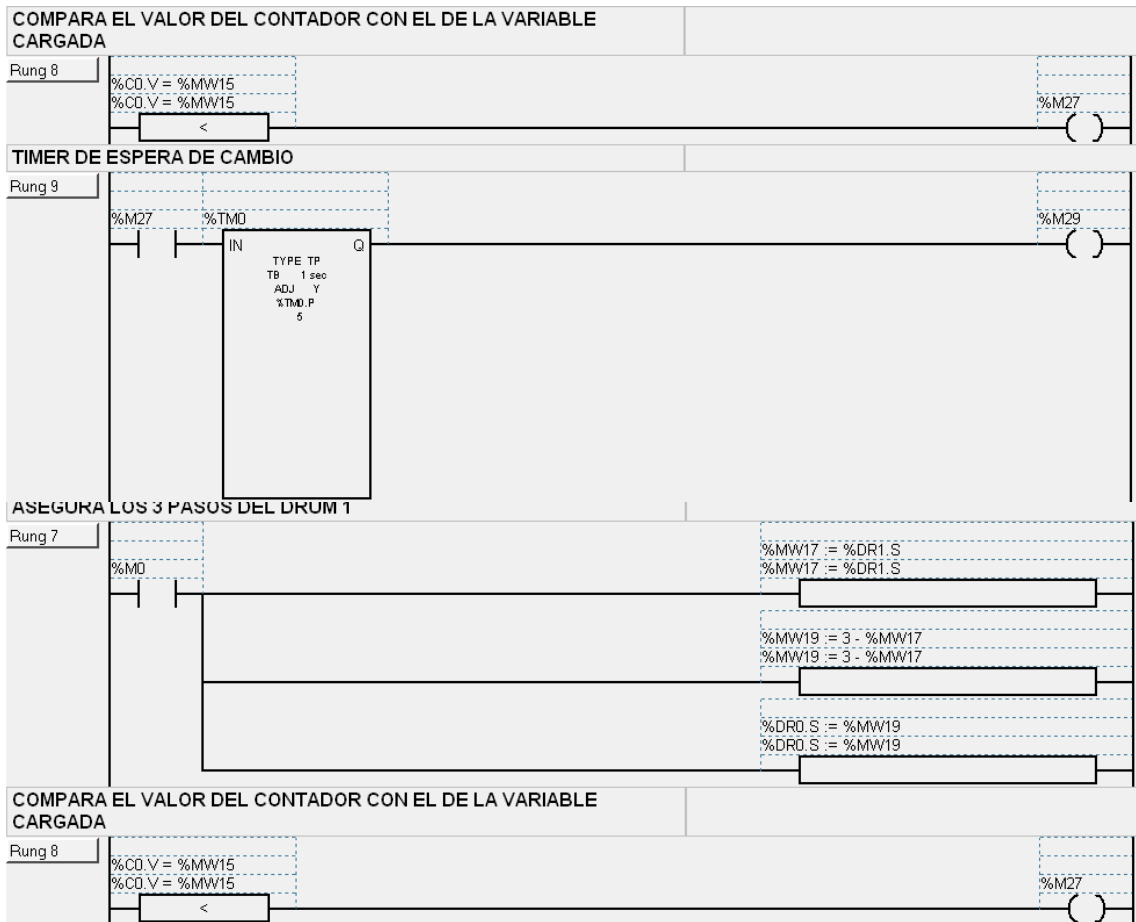 COMPARA EL VALOR DEL CONTADOR CON EL DE LA VARIABLE
CARGADA
Rung 8
%C0.V = %MW15
%C0.V = %MW15
%M27
<
TIMER DE ESPERA DE CAMBIO
Rung 9
%M27 %TM0 %M29
IN Q
TYPE TP
TB 1 sec
ADJ Y
%TM0.P
5
ASEGURA LOS 3 PASOS DEL DRUM 1
Rung 7
%MW17 := %DR1.S
%M0 %MW17 := %DR1.S
%MW19 := 3 - %MW17
%MW19 := 3 - %MW17
%DR0.S := %MW19
%DR0.S := %MW19
COMPARA EL VALOR DEL CONTADOR CON EL DE LA VARIABLE
CARGADA
Rung 8
%C0.V = %MW15
%C0.V = %MW15 %M27
<